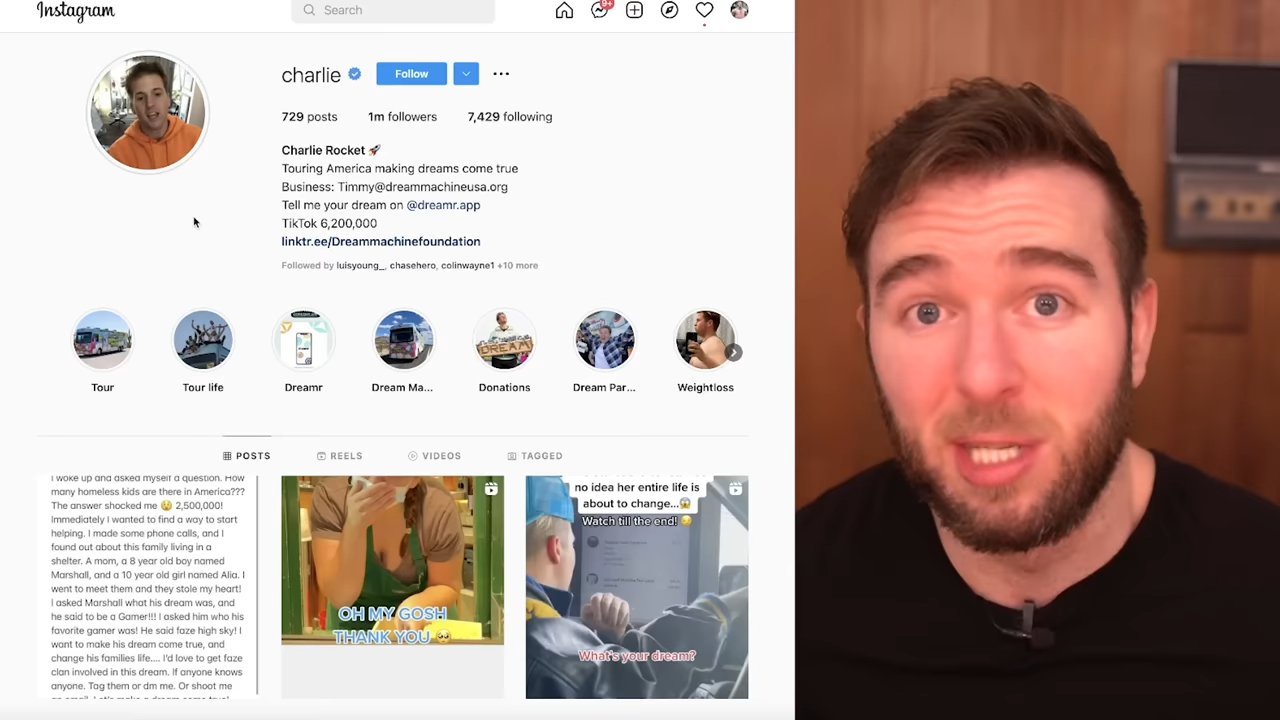 Instagram
Search
9+
charlie
Follow
729 posts 1m followers 7,429 following
Charlie Rocket 🚀
Touring America making dreams come true
Business: Timmy@dreammachineusa.org
Tell me your dream on @dreamr.app
TikTok 6,200,000
linktr.ee/Dreammachinefoundation
Followed by luisyoung_, chasehero, colinwayne1 +10 more
DREAM
Tour Tour life Dreamr Dream Ma... Donations Dream Par... Weightloss
POSTS REELS VIDEOS TAGGED
I woke up and asked myself a question. How
many homeless kids are there in America???
The answer shocked me 😳 2,500,000!
Immediately I wanted to find a way to start
helping. I made some phone calls, and I
found out about this family living in a
shelter. A mom, a 8 year old boy named
Marshall, and a 10 year old girl named Alia. I
went to meet them and they stole my heart!
I asked Marshall what his dream was, and
he said to be a Gamer!!! I asked him who his
favorite gamer was! He said faze high sky! I
want to make his dream come true, and
change his families life.... I'd love to get faze
clan involved in this dream. If anyone knows
anyone. Tag them or dm me. Or shoot me
OH MY GOSH
THANK YOU 🥺
no idea her entire life is
about to change...😱
Watch till the end! 😏
What's your dream?